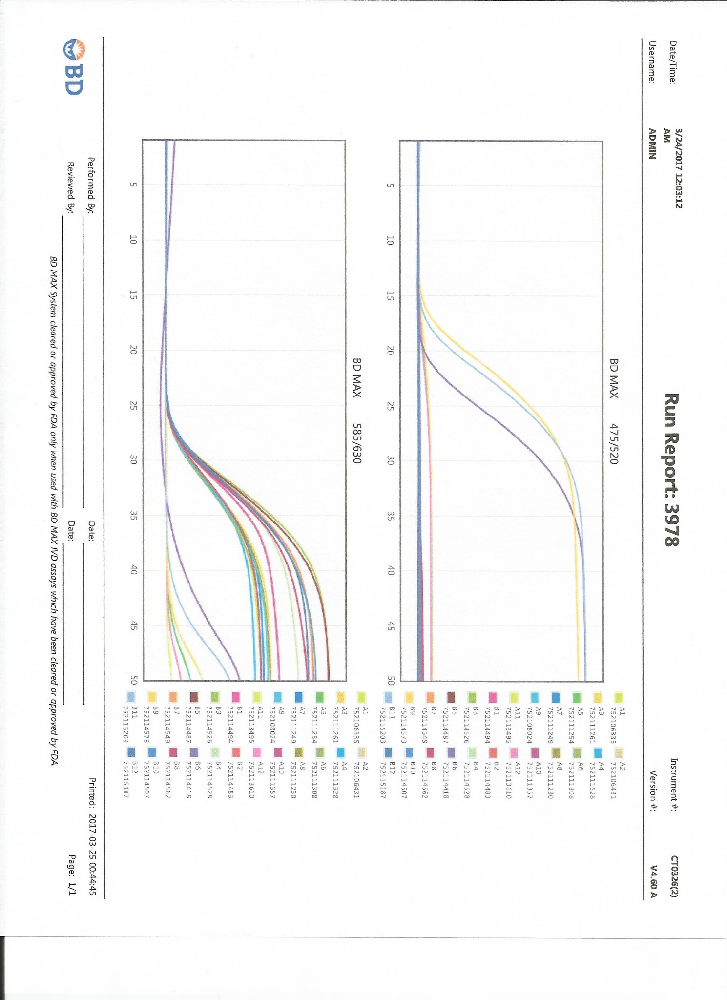 Run Report: 3978
Date/Time: 3/24/2017 12:03:12 AM
Instrument #: CT0326(2)
Username: ADMIN
Version #: V4.60 A
BD MAX 475/520
5 10 15 20 25 30 35 40 45 50
A1 752106335 A2 752106431
A3 752111261 A4 752111528
A5 752111254 A6 752111308
A7 752111249 A8 752111230
A9 752108024 A10 752111357
A11 752113495 A12 752113610
B1 752114494 B2 752114483
B3 752114526 B4 752114528
B5 752114487 B6 752114418
B7 752114549 B8 752114562
B9 752114573 B10 752114507
B11 752115203 B12 752115187
BD MAX 585/630
5 10 15 20 25 30 35 40 45 50
A1 752106335 A2 752106431
A3 752111261 A4 752111528
A5 752111254 A6 752111308
A7 752111249 A8 752111230
A9 752108024 A10 752111357
A11 752113495 A12 752113610
B1 752114494 B2 752114483
B3 752114526 B4 752114528
B5 752114487 B6 752114418
B7 752114549 B8 752114562
B9 752114573 B10 752114507
B11 752115203 B12 752115187
BD
Performed By: Date: Printed: 2017-03-25 00:44:45
Reviewed By: Date: Page: 1/1
BD MAX System cleared or approved by FDA only when used with BD MAX IVD assays which have been cleared or approved by FDA.